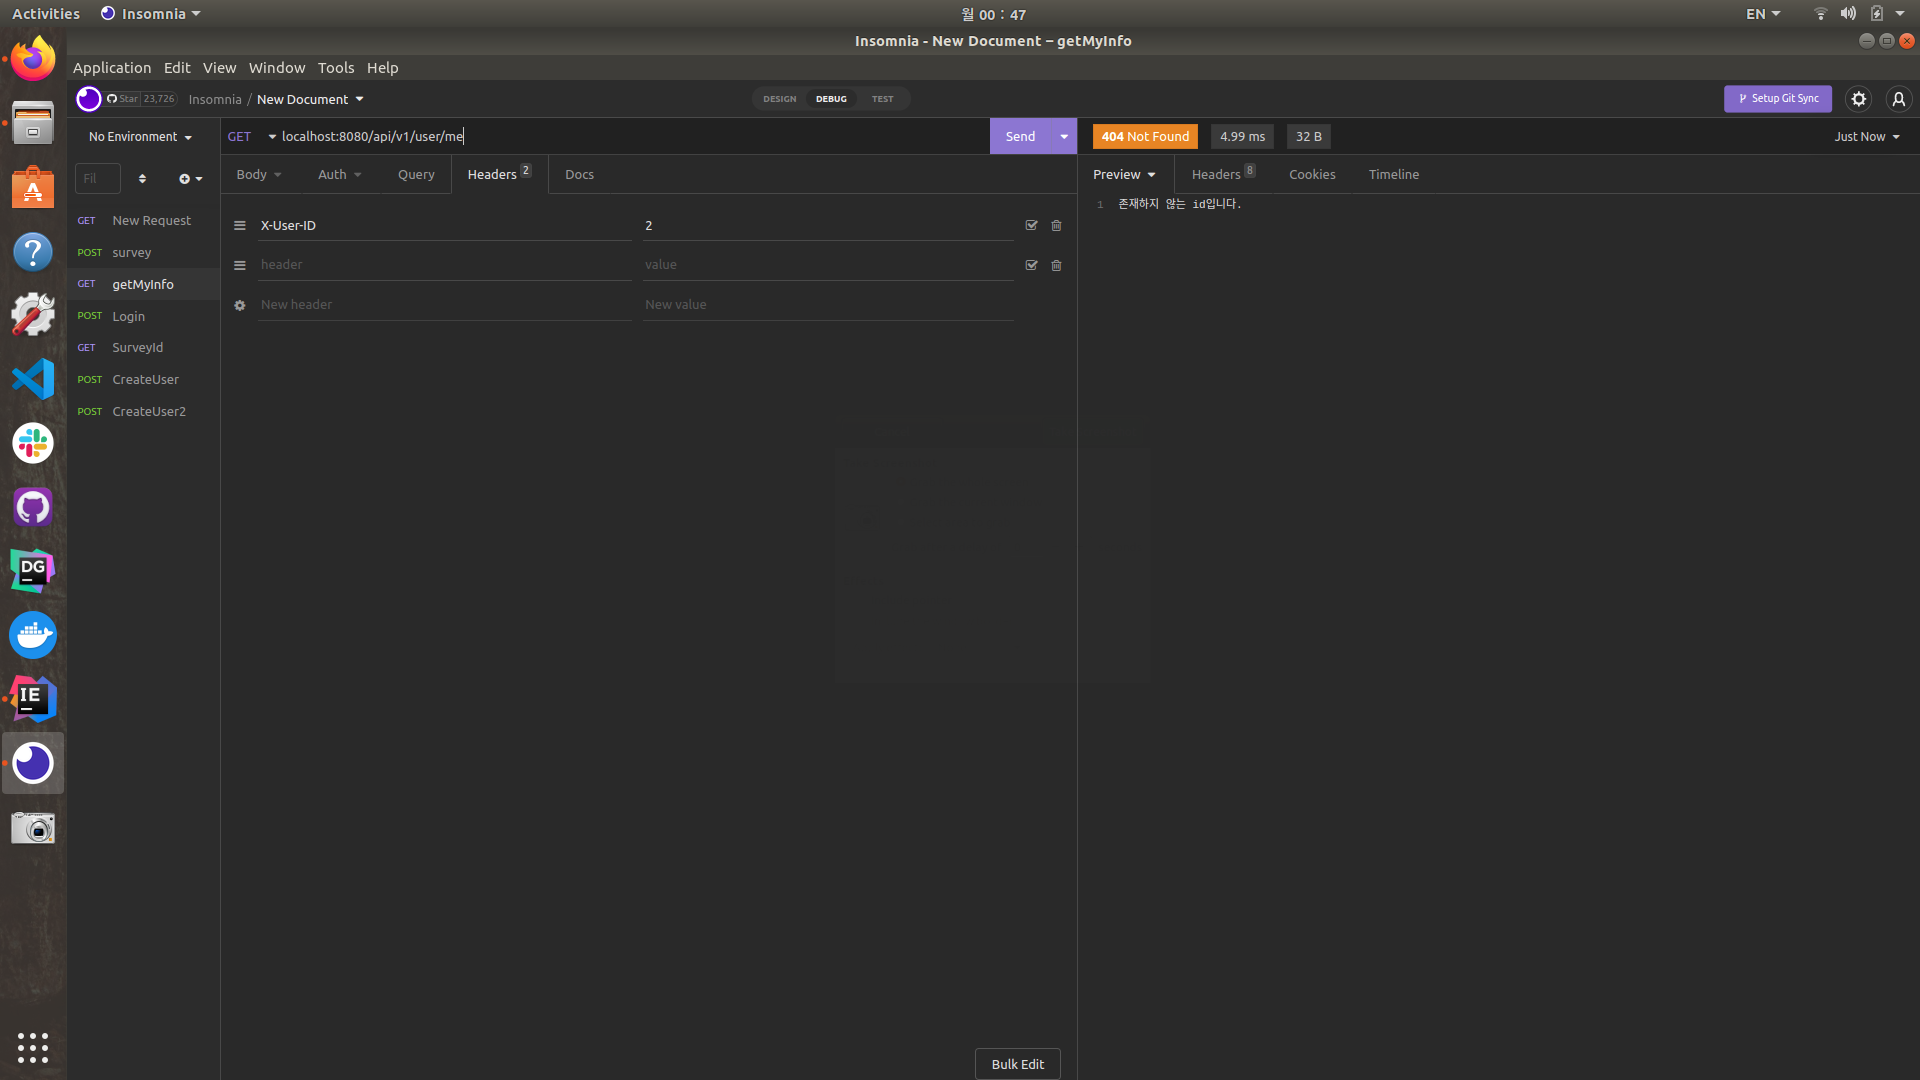 Activities
Insomnia
월 00 : 47
EN
Insomnia - New Document – getMyInfo
Application Edit View Window Tools Help
Star 23,726
Insomnia / New Document
DESIGN DEBUG TEST
Setup Git Sync
No Environment
GET localhost:8080/api/v1/user/me
Send
404 Not Found 4.99 ms 32 B
Just Now
Fil
Body Auth Query Headers 2 Docs
Preview Headers 8 Cookies Timeline
GET New Request
POST survey
GET getMyInfo
POST Login
GET SurveyId
POST CreateUser
POST CreateUser2
X-User-ID 2
header value
New header New value
1 존재하지 않는 id입니다.
DG
IE
Bulk Edit